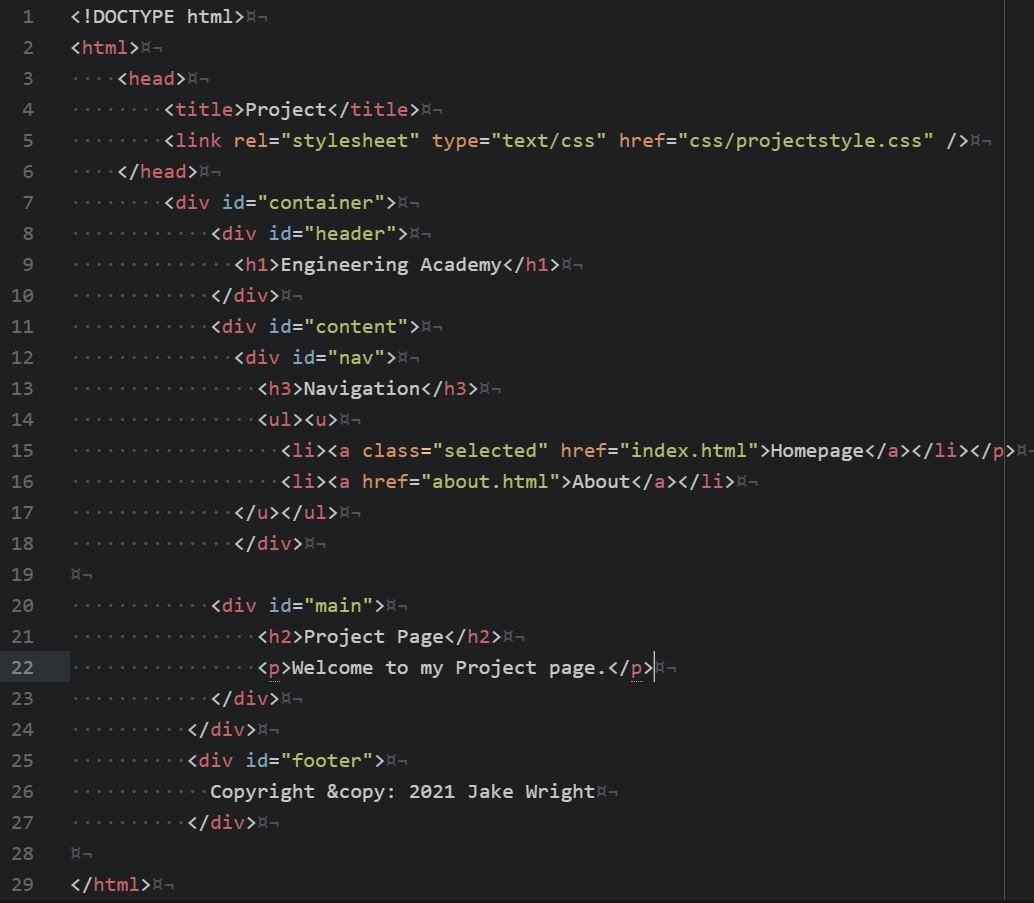 1 <!DOCTYPE html>¤¬
2 <html>¤¬
3 ····<head>¤¬
4 ········<title>Project</title>¤¬
5 ········<link rel="stylesheet" type="text/css" href="css/projectstyle.css" />¤¬
6 ····</head>¤¬
7 ········<div id="container">¤¬
8 ············<div id="header">¤¬
9 ··············<h1>Engineering Academy</h1>¤¬
10 ············</div>¤¬
11 ············<div id="content">¤¬
12 ··············<div id="nav">¤¬
13 ················<h3>Navigation</h3>¤¬
14 ················<ul><u>¤¬
15 ··················<li><a class="selected" href="index.html">Homepage</a></li></p>¤¬
16 ··················<li><a href="about.html">About</a></li>¤¬
17 ··············</u></ul>¤¬
18 ··············</div>¤¬
19 ¤¬
20 ············<div id="main">¤¬
21 ················<h2>Project Page</h2>¤¬
22 ················<p>Welcome to my Project page.</p>¤¬
23 ············</div>¤¬
24 ··········</div>¤¬
25 ··········<div id="footer">¤¬
26 ············Copyright &copy: 2021 Jake Wright¤¬
27 ··········</div>¤¬
28 ¤¬
29 </html>¤¬